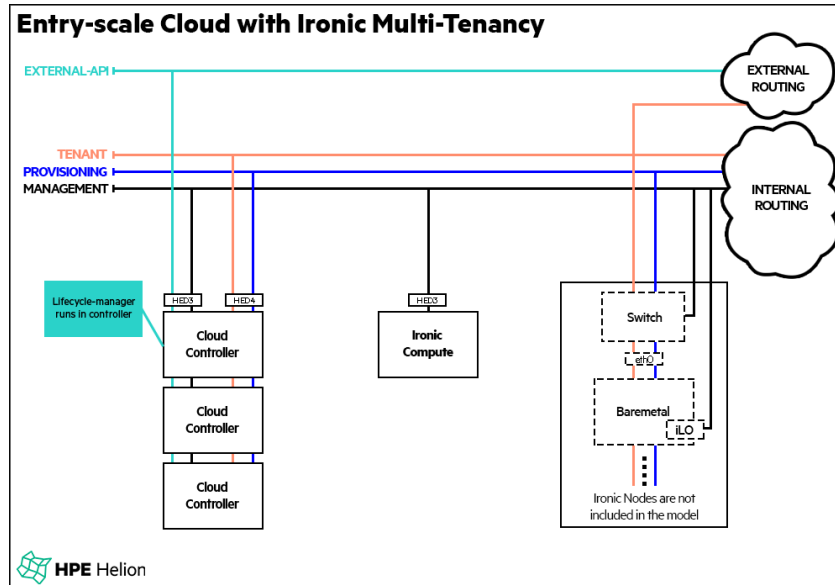 Entry-scale Cloud with Ironic Multi-Tenancy
EXTERNAL-API
EXTERNAL
ROUTING
TENANT
PROVISIONING
MANAGEMENT
INTERNAL
ROUTING
Lifecycle-manager
runs in controller
HED3
HED4
HED3
Cloud
Controller
Ironic
Compute
Switch
eth0
Cloud
Controller
Baremetal
iLO
Cloud
Controller
Ironic Nodes are not
included in the model
HPE Helion